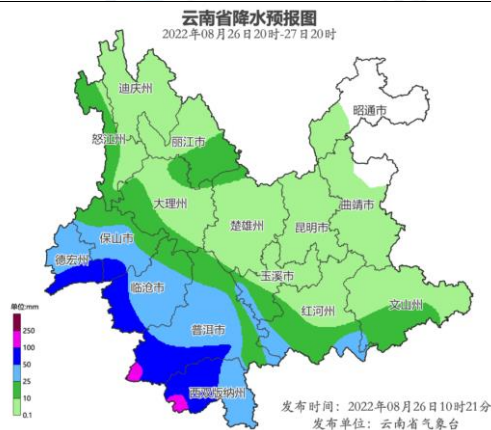 云南省降水预报图
2022年08月26日20时-27日20时
迪庆州
昭通市
怒江州
丽江市
大理州
曲靖市
楚雄州
昆明市
保山市
德宏州
玉溪市
临沧市
红河州
文山州
普洱市
西双版纳州
单位:mm
250
100
50
25
10
0.1
发布时间：2022年08月26日10时21分
发布单位：云南省气象台